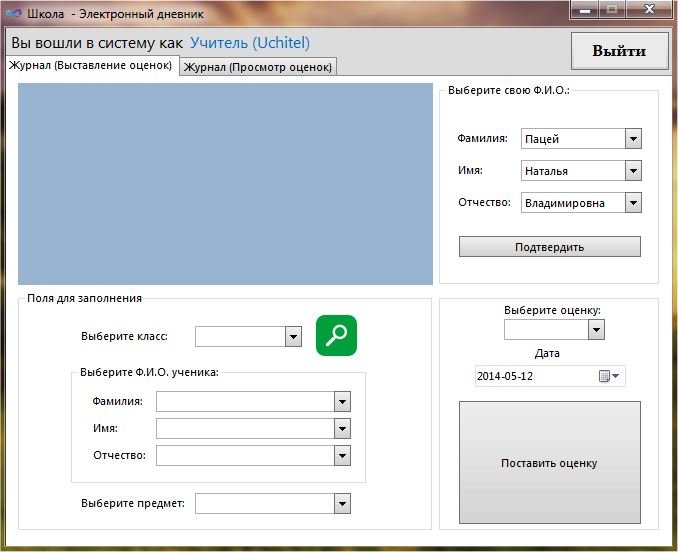 Школа - Электронный дневник
Вы вошли в систему как Учитель (Uchitel)
Выйти
Журнал (Выставление оценок)
Журнал (Просмотр оценок)
Выберите свою Ф.И.О.:
Фамилия: Пацей
Имя: Наталья
Отчество: Владимировна
Подтвердить
Поля для заполнения
Выберите класс:
Выберите Ф.И.О. ученика:
Фамилия:
Имя:
Отчество:
Выберите предмет:
Выберите оценку:
Дата
2014-05-12
Поставить оценку